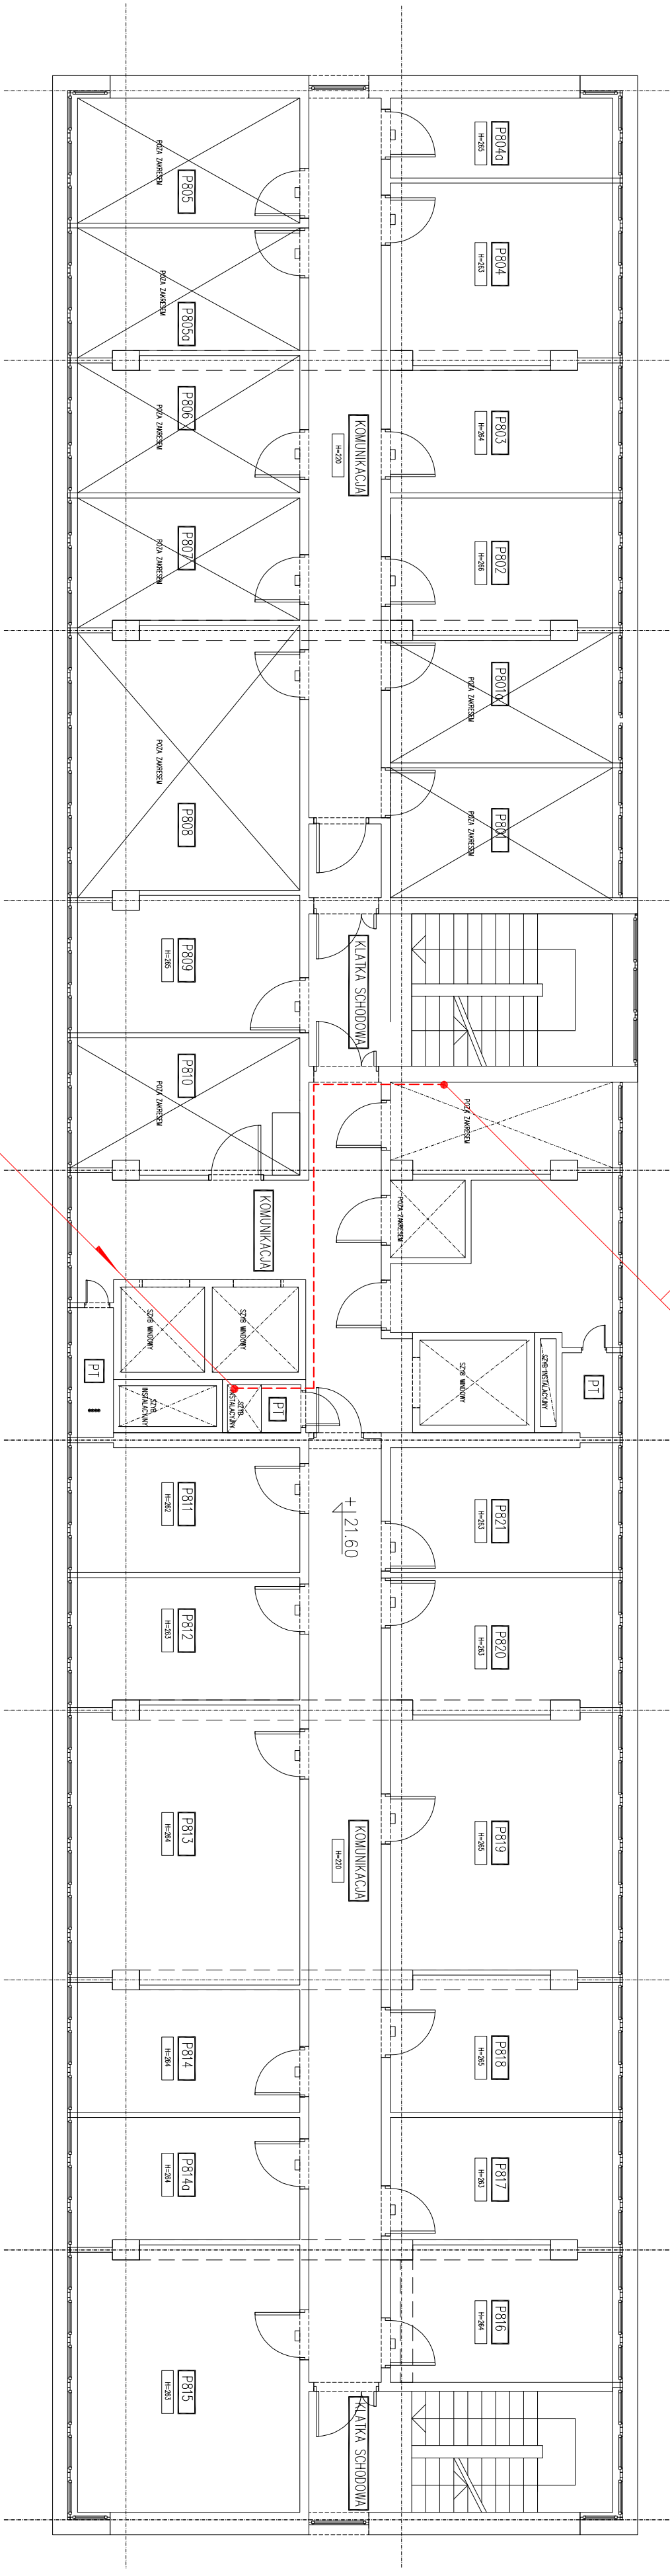 P804a
H=265
P805
POZA ZAKRESEM
P804
H=263
P805a
POZA ZAKRESEM
P803
H=264
KOMUNIKACJA
H=220
P806
POZA ZAKRESEM
P802
H=266
P807
POZA ZAKRESEM
P801a
POZA ZAKRESEM
P808
POZA ZAKRESEM
P801
POZA ZAKRESEM
KLATKA SCHODOWA
P809
H=265
P810
POZA ZAKRESEM
POZA ZAKRESEM
POZA ZAKRESEM
KOMUNIKACJA
SZYB WINDOWY
SZYB WINDOWY
SZYB WINDOWY
SZYB INSTALACYJNY
PT
PT
PT
SZYB
INSTALACYJNY
SZYB
INSTALACYJNY
P821
H=263
+21.60
P811
H=262
P820
H=263
P812
H=263
P819
H=265
KOMUNIKACJA
H=220
P813
H=264
P818
H=265
P814
H=264
P817
H=263
P814a
H=264
P816
H=264
P815
H=263
KLATKA SCHODOWA